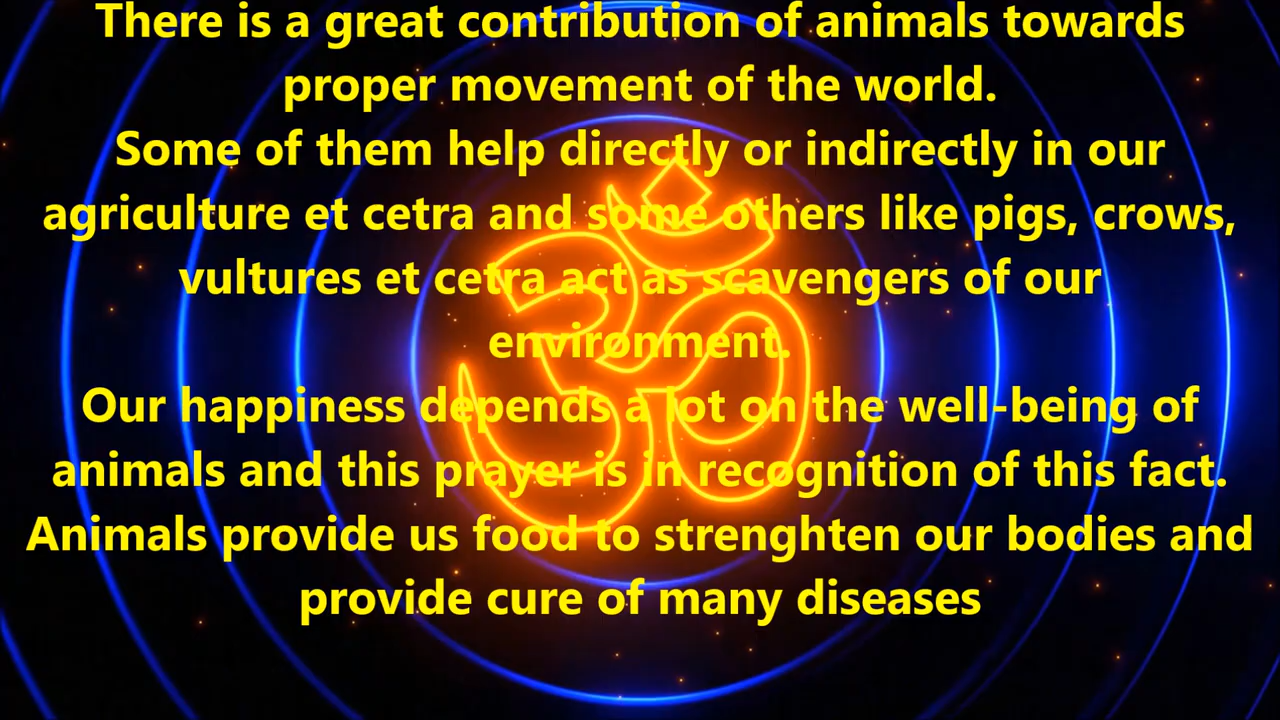 There is a great contribution of animals towards
proper movement of the world.
Some of them help directly or indirectly in our
agriculture et cetra and some others like pigs, crows,
vultures et cetra act as scavengers of our
environment.
Our happiness depends a lot on the well-being of
animals and this prayer is in recognition of this fact.
Animals provide us food to strenghten our bodies and
provide cure of many diseases